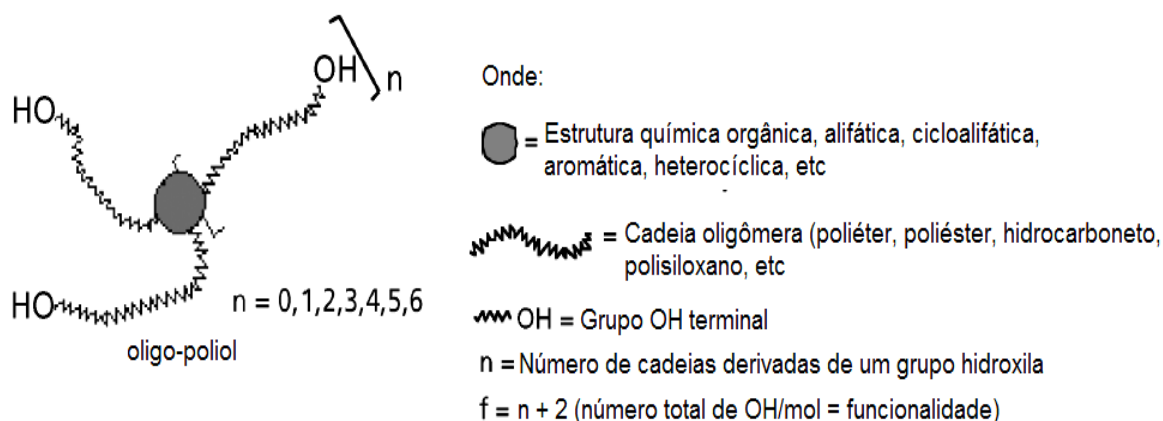 OH
n
HO
HO
n = 0,1,2,3,4,5,6
oligo-poliol
Onde:
= Estrutura química orgânica, alifática, cicloalifática,
aromática, heterocíclica, etc
= Cadeia oligômera (poliéter, poliéster, hidrocarboneto,
polisiloxano, etc
OH = Grupo OH terminal
n = Número de cadeias derivadas de um grupo hidroxila
f = n + 2 (número total de OH/mol = funcionalidade)